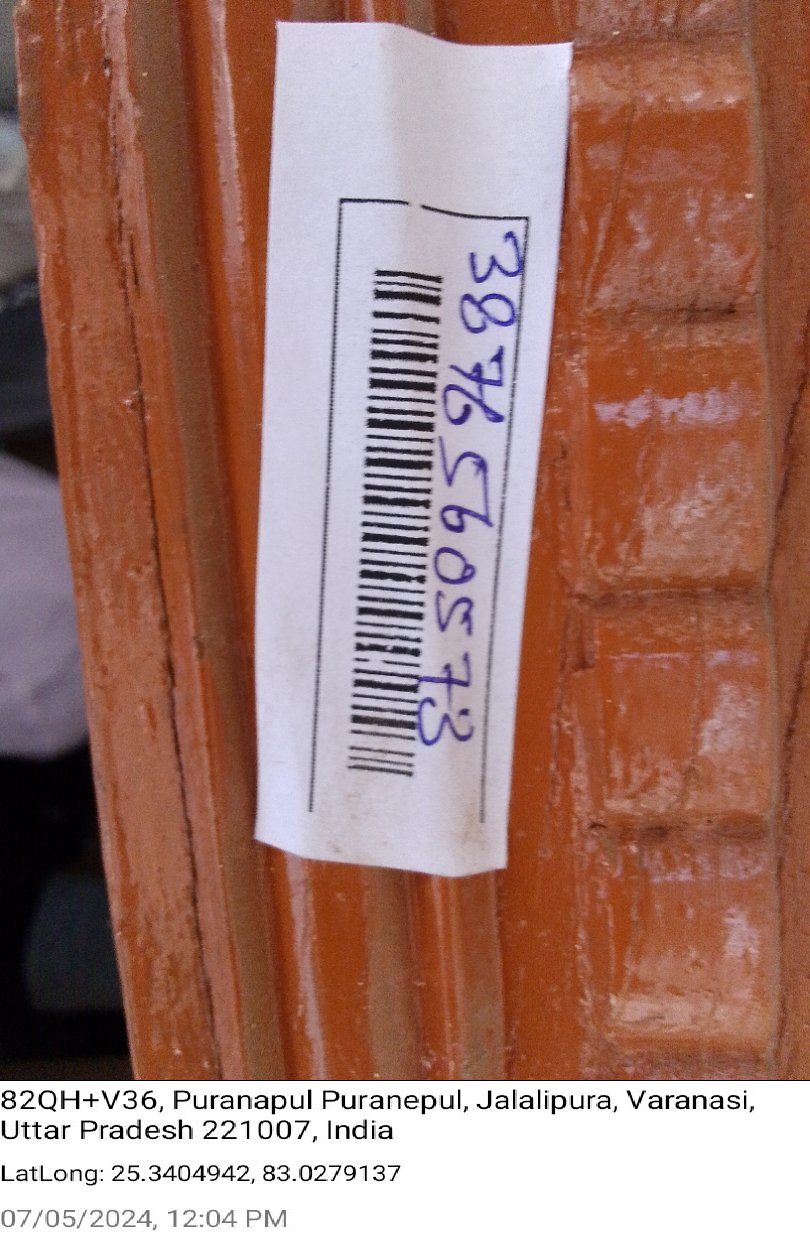 3876560573
82QH+V36, Puranapul Puranepul, Jalalipura, Varanasi,
Uttar Pradesh 221007, India
LatLong: 25.3404942, 83.0279137
07/05/2024, 12:04 PM